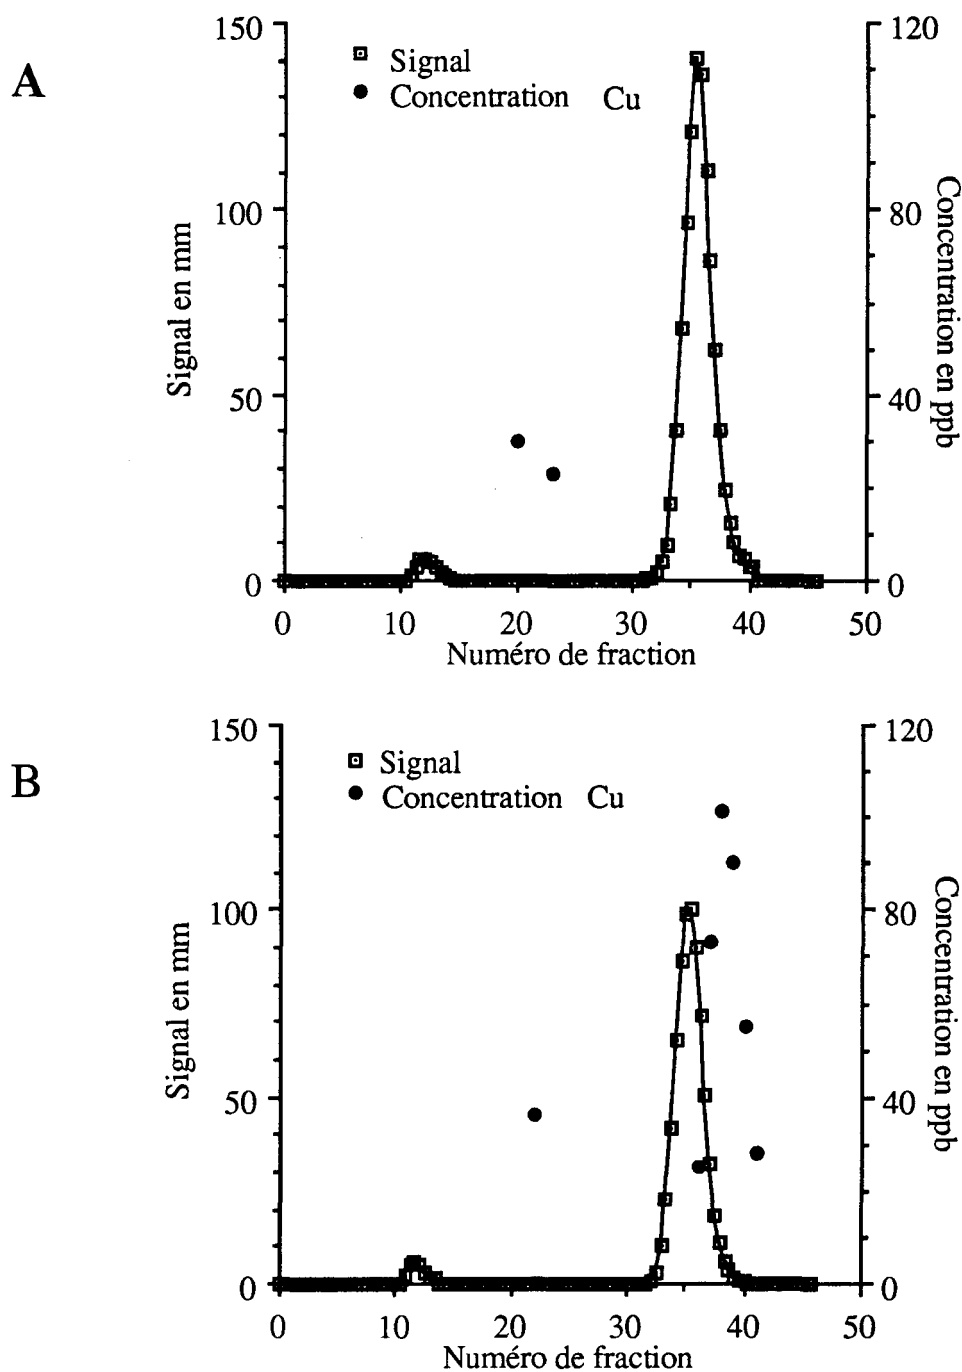 A
Signal
Concentration Cu
150
100
50
0
120
80
40
0
Signal en mm
Concentration en ppb
0 10 20 30 40 50
Numéro de fraction
B
Signal
Concentration Cu
150
100
50
0
120
80
40
0
Signal en mm
Concentration en ppb
0 10 20 30 40 50
Numéro de fraction